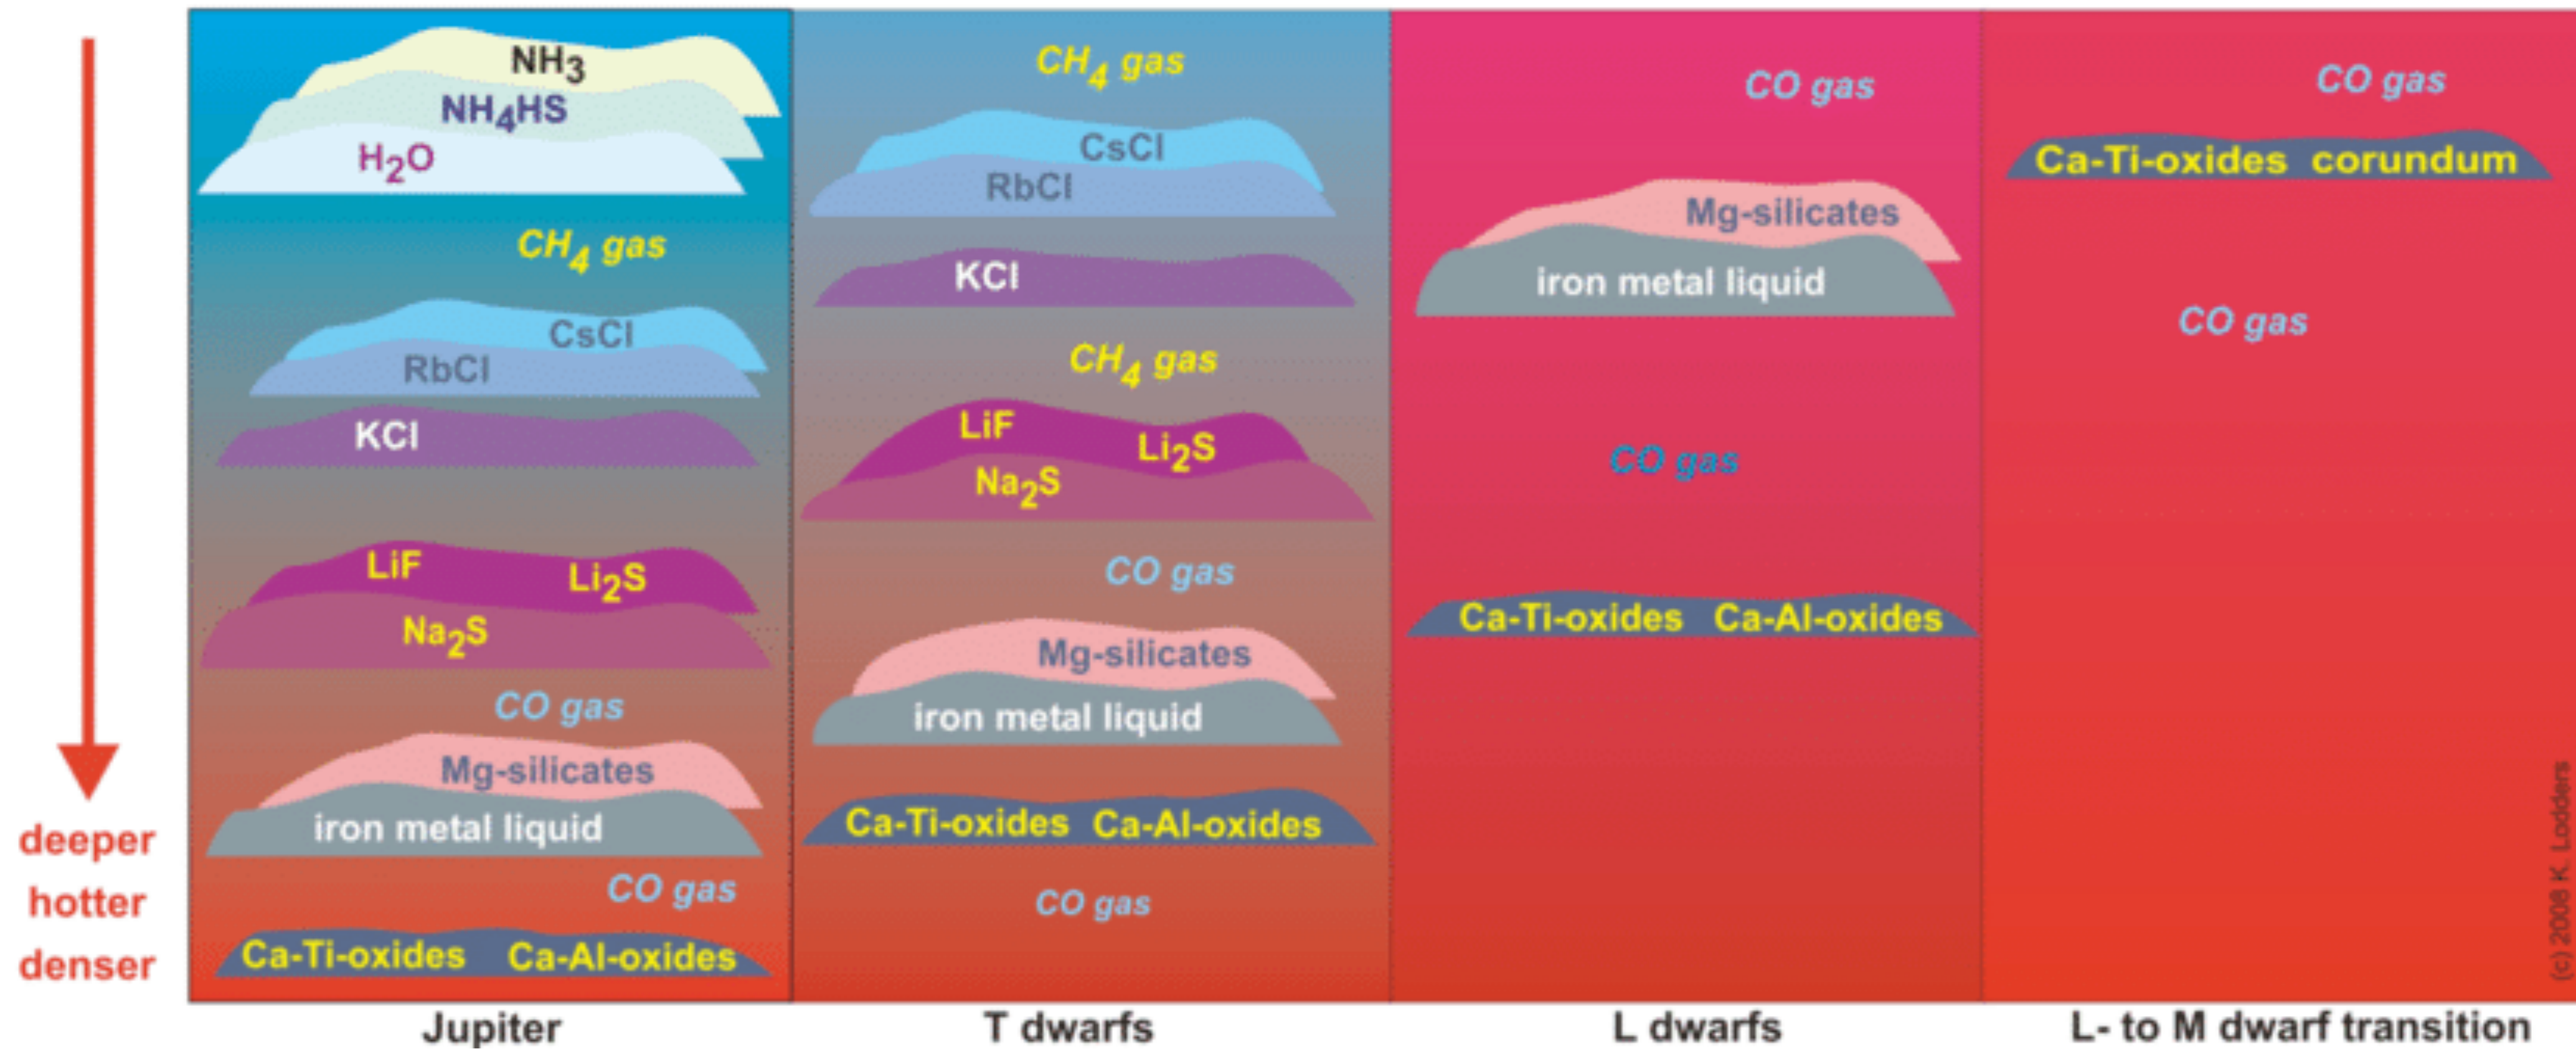 NH3
NH4HS
H2O
CH4 gas
CsCl
RbCl
KCl
LiF
Li2S
Na2S
CO gas
Mg-silicates
iron metal liquid
CO gas
Ca-Ti-oxides Ca-Al-oxides
Jupiter
CH4 gas
CsCl
RbCl
KCl
CH4 gas
LiF
Li2S
Na2S
CO gas
Mg-silicates
iron metal liquid
Ca-Ti-oxides Ca-Al-oxides
CO gas
T dwarfs
CO gas
Mg-silicates
iron metal liquid
CO gas
Ca-Ti-oxides Ca-Al-oxides
L dwarfs
CO gas
Ca-Ti-oxides corundum
CO gas
L- to M dwarf transition
deeper
hotter
denser
(c) 2008 K. Lodders